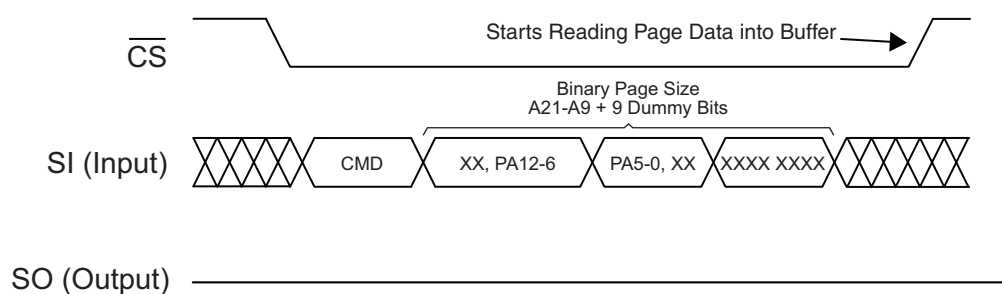 Starts Reading Page Data into Buffer
CS
Binary Page Size
A21-A9 + 9 Dummy Bits
SI (Input)
CMD
XX, PA12-6
PA5-0, XX
XXXX XXXX
SO (Output)